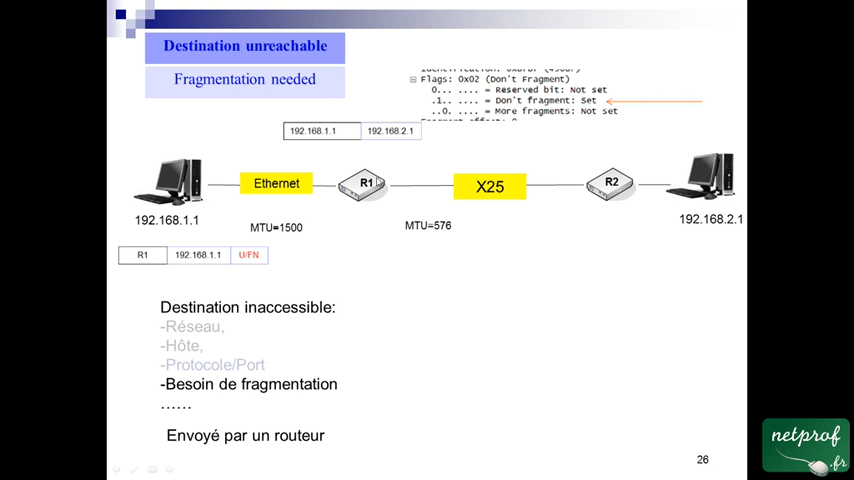 Destination unreachable
Fragmentation needed
Flags: 0x02 (Don't Fragment)
0... .... = Reserved bit: Not set
.1.. .... = Don't fragment: Set
..0. .... = More fragments: Not set
192.168.1.1 192.168.2.1
Ethernet R1 X25 R2
192.168.1.1 192.168.2.1
MTU=1500 MTU=576
R1 192.168.1.1 U/FN
Destination inaccessible:
-Réseau,
-Hôte,
-Protocole/Port
-Besoin de fragmentation
......
Envoyé par un routeur
26
netprof
.fr